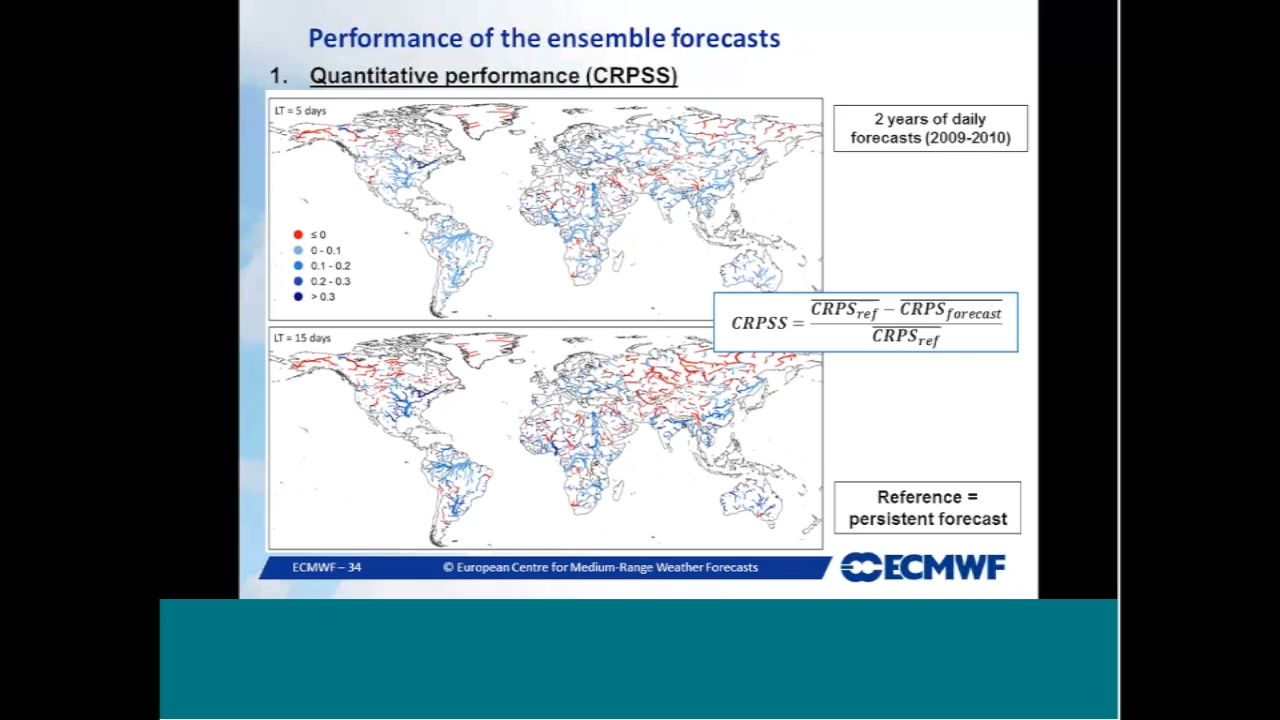 Performance of the ensemble forecasts
1. Quantitative performance (CRPSS)
LT = 5 days
2 years of daily
forecasts (2009-2010)
≤ 0
0 - 0.1
0.1 - 0.2
0.2 - 0.3
> 0.3
CRPSS = (CRPS_ref − CRPS_forecast) / CRPS_ref
LT = 15 days
Reference =
persistent forecast
ECMWF – 34
© European Centre for Medium-Range Weather Forecasts
ECMWF